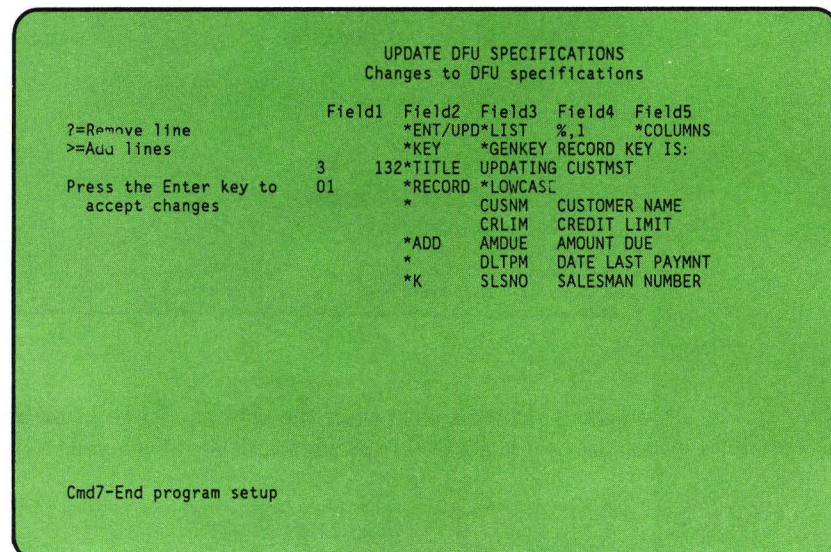 UPDATE DFU SPECIFICATIONS
Changes to DFU specifications
Field1 Field2 Field3 Field4 Field5
?=Remove line *ENT/UPD*LIST %,1 *COLUMNS
>=Add lines *KEY *GENKEY RECORD KEY IS:
3 132*TITLE UPDATING CUSTMST
Press the Enter key to 01 *RECORD *LOWCASE
accept changes * CUSNM CUSTOMER NAME
CRLIM CREDIT LIMIT
*ADD AMDUE AMOUNT DUE
* DLTPM DATE LAST PAYMNT
*K SLSNO SALESMAN NUMBER
Cmd7-End program setup